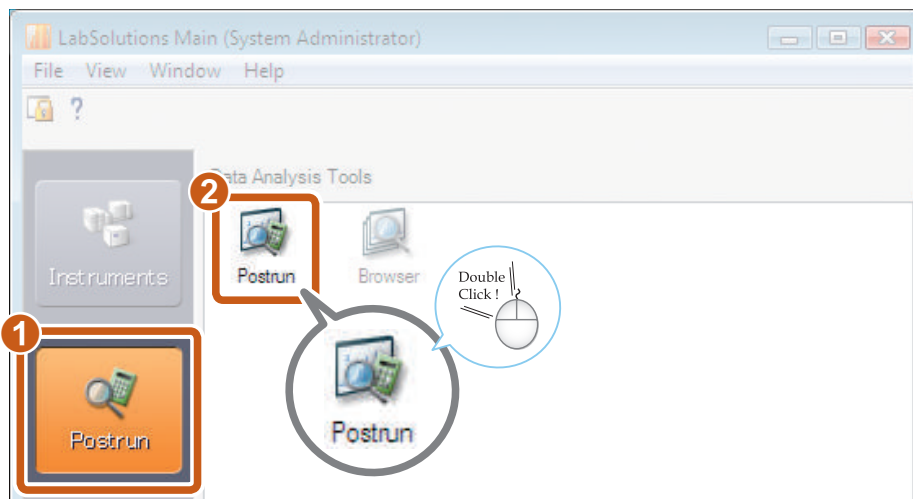 LabSolutions Main (System Administrator)
File View Window Help
?
Data Analysis Tools
2
Instruments
Postrun
Browser
Double
Click !
1
Postrun
Postrun